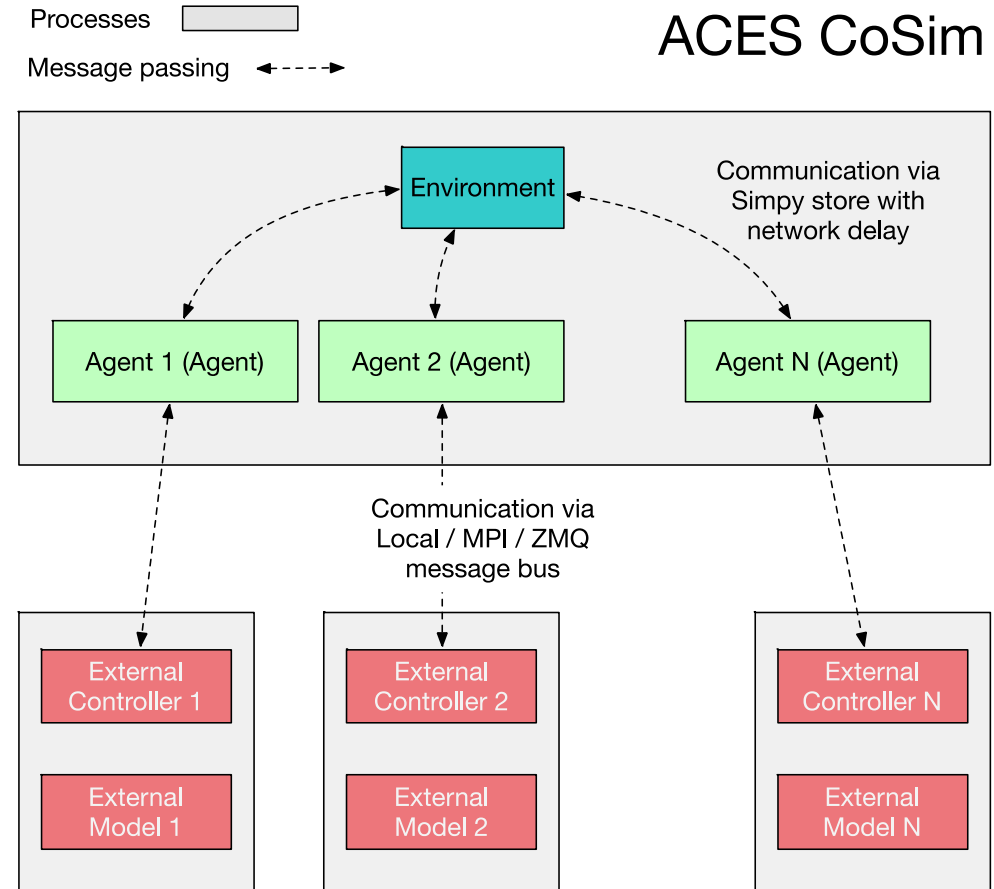 Processes
ACES CoSim
Message passing
Environment
Communication via
Simpy store with
network delay
Agent 1 (Agent)
Agent 2 (Agent)
Agent N (Agent)
Communication via
Local / MPI / ZMQ
message bus
External
Controller 1
External
Controller 2
External
Controller N
External
Model 1
External
Model 2
External
Model N